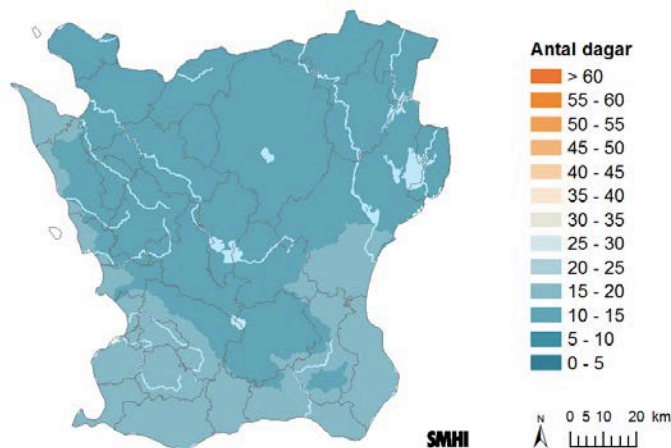 Antal dagar
> 60
55 - 60
50 - 55
45 - 50
40 - 45
35 - 40
30 - 35
25 - 30
20 - 25
15 - 20
10 - 15
5 - 10
0 - 5
SMHI
N
0 5 10 20 km